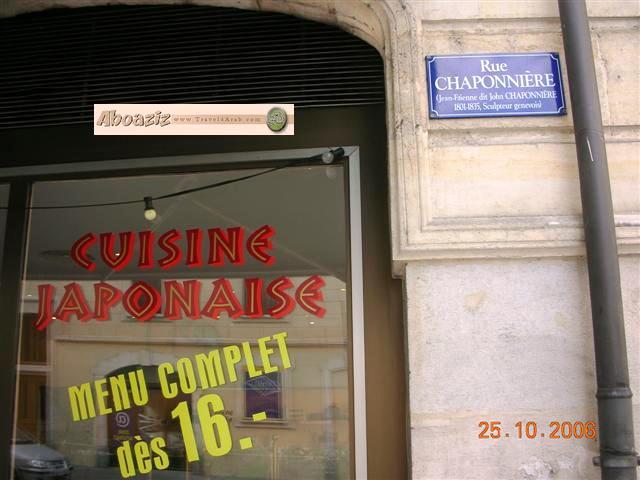 Rue
CHAPONNIÈRE
(Jean-Etienne dit John CHAPONNIÈRE
1801-1835, Sculpteur genevois)
Aboaziz www.Travel4Arab.com
CUISINE
JAPONAISE
MENU COMPLET
dès 16.-
25.10.2006